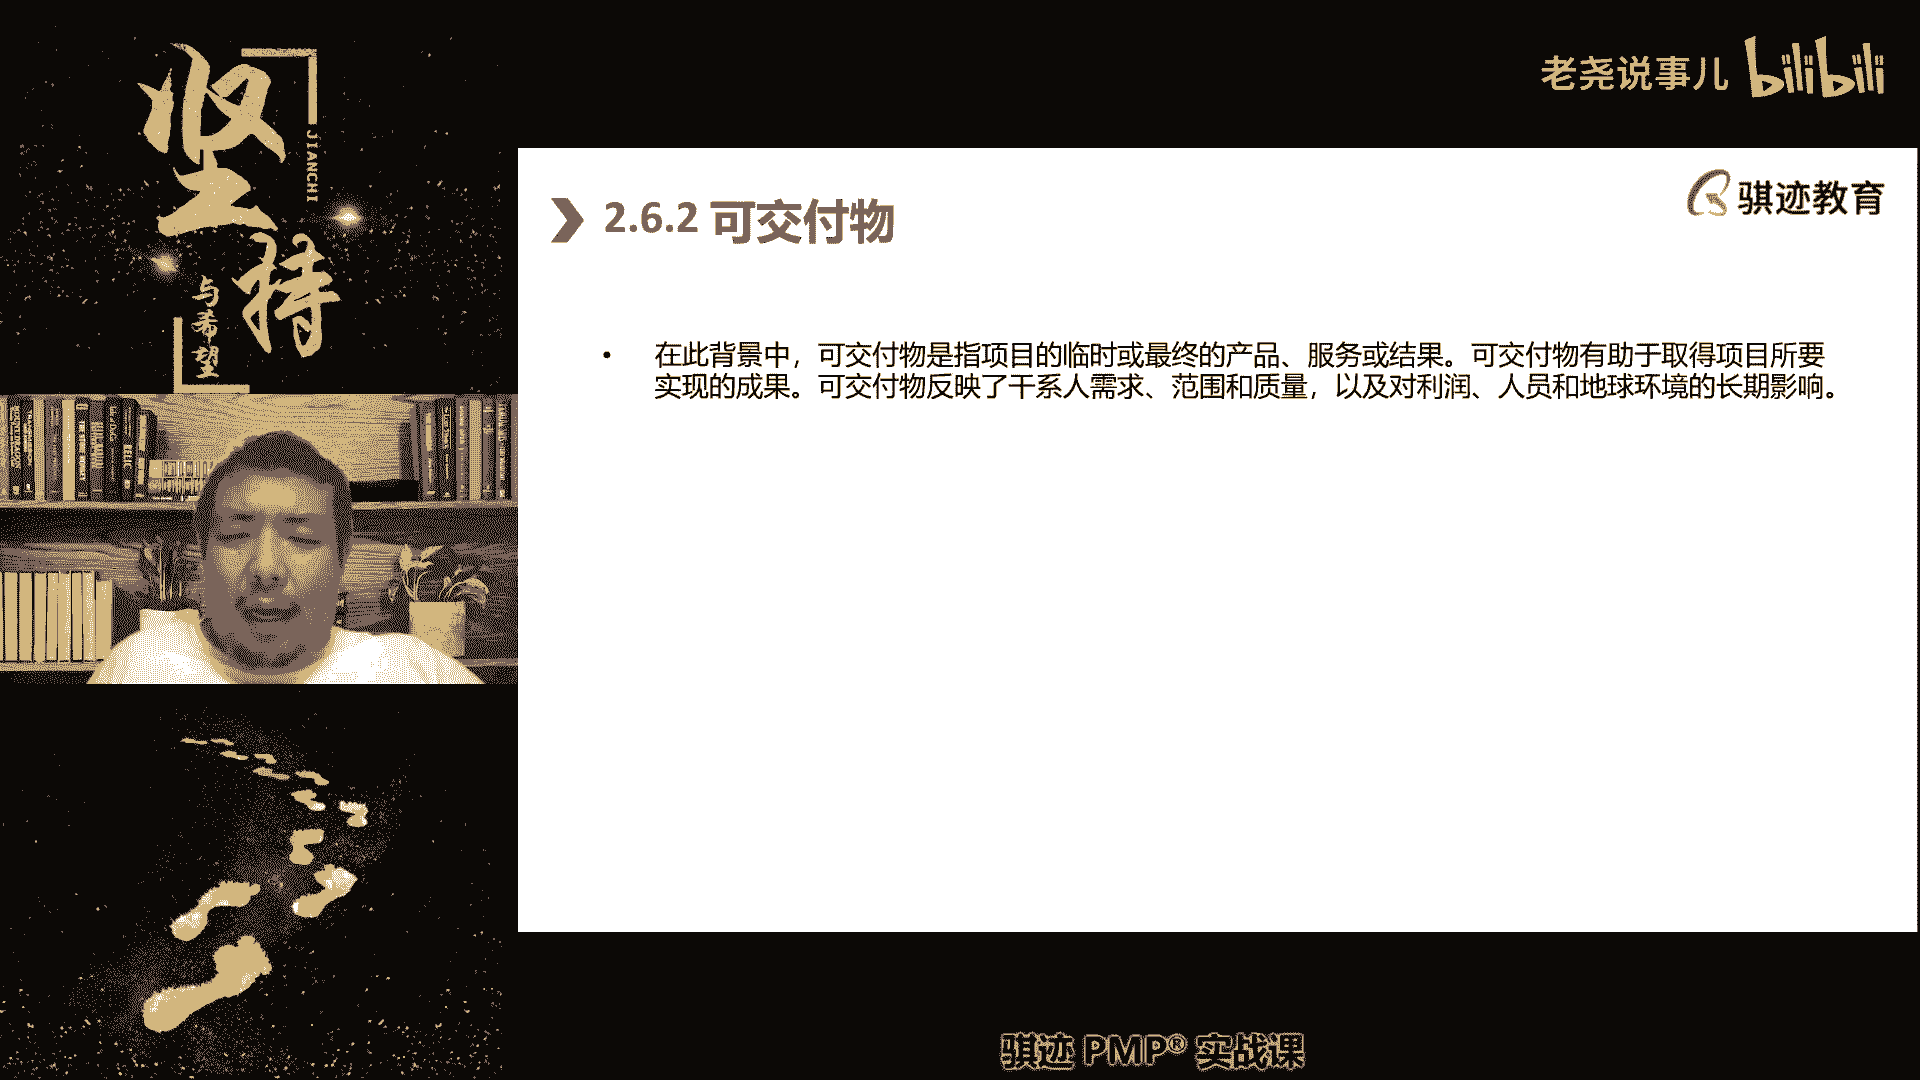 坚持
JIANCHI
与希望
老尧说事儿 bilibili
骐迹教育
2.6.2 可交付物
• 在此背景中，可交付物是指项目的临时或最终的产品、服务或结果。可交付物有助于取得项目所要
实现的成果。可交付物反映了干系人需求、范围和质量，以及对利润、人员和地球环境的长期影响。
骐迹 PMP® 实战课